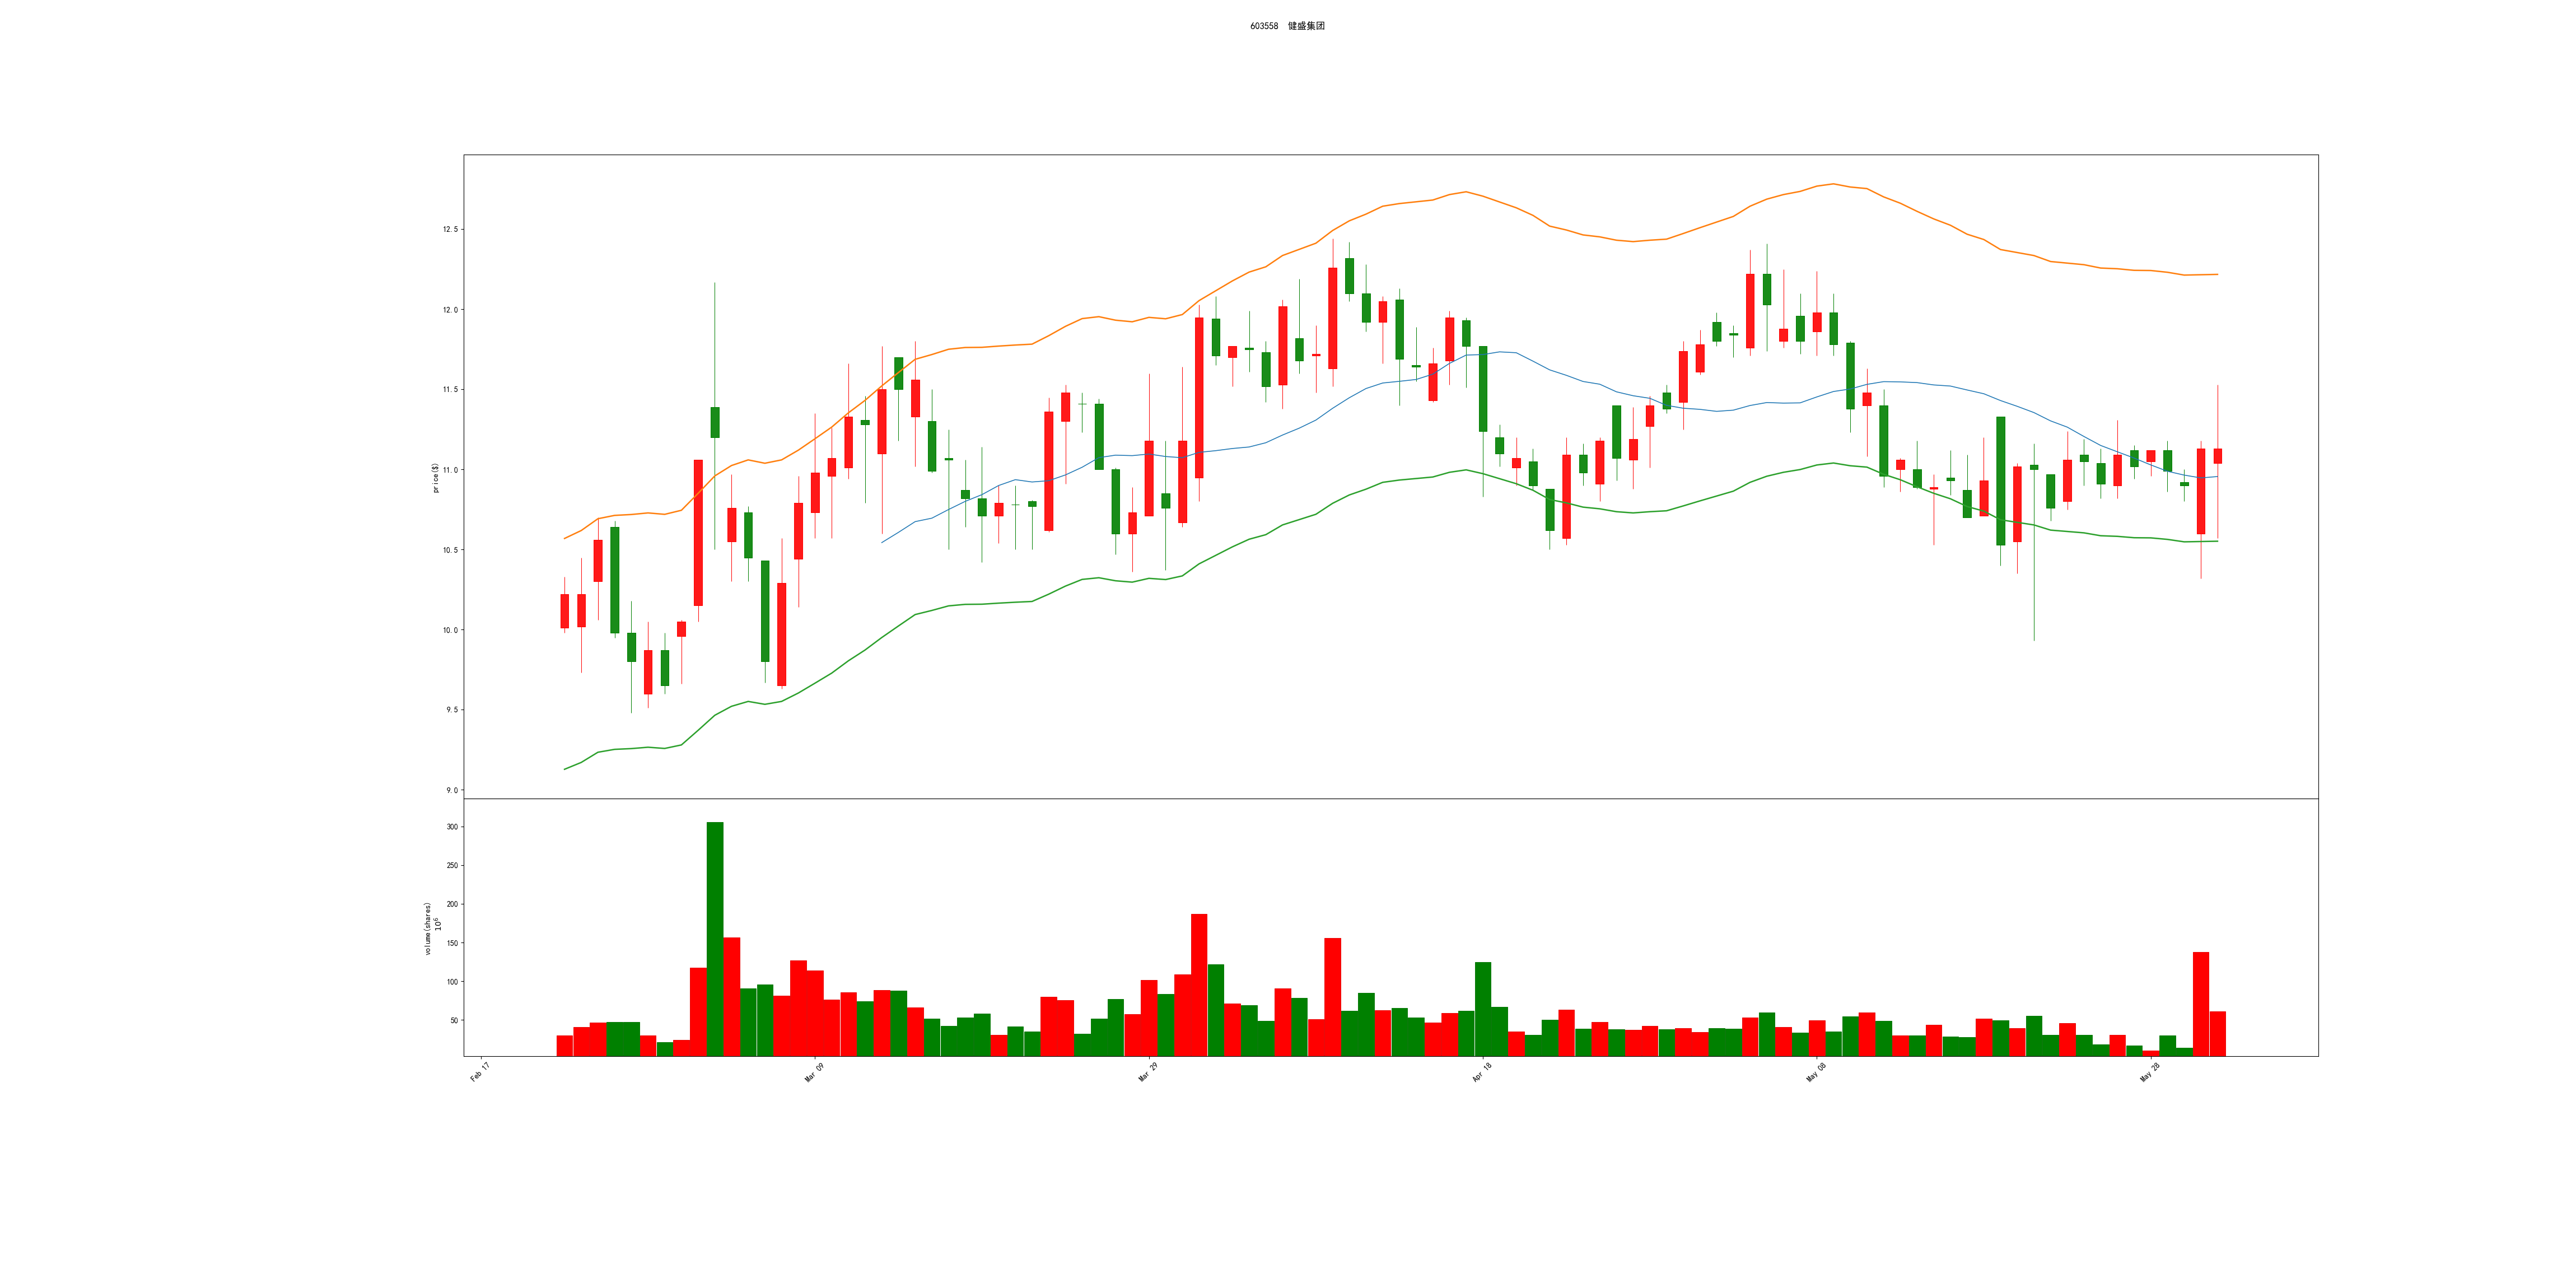 603558 健盛集团
price($)
12.5
12.0
11.5
11.0
10.5
10.0
9.5
9.0
volume(shares)
10^6
300
250
200
150
100
50
Feb 17
Mar 09
Mar 29
Apr 18
May 08
May 28